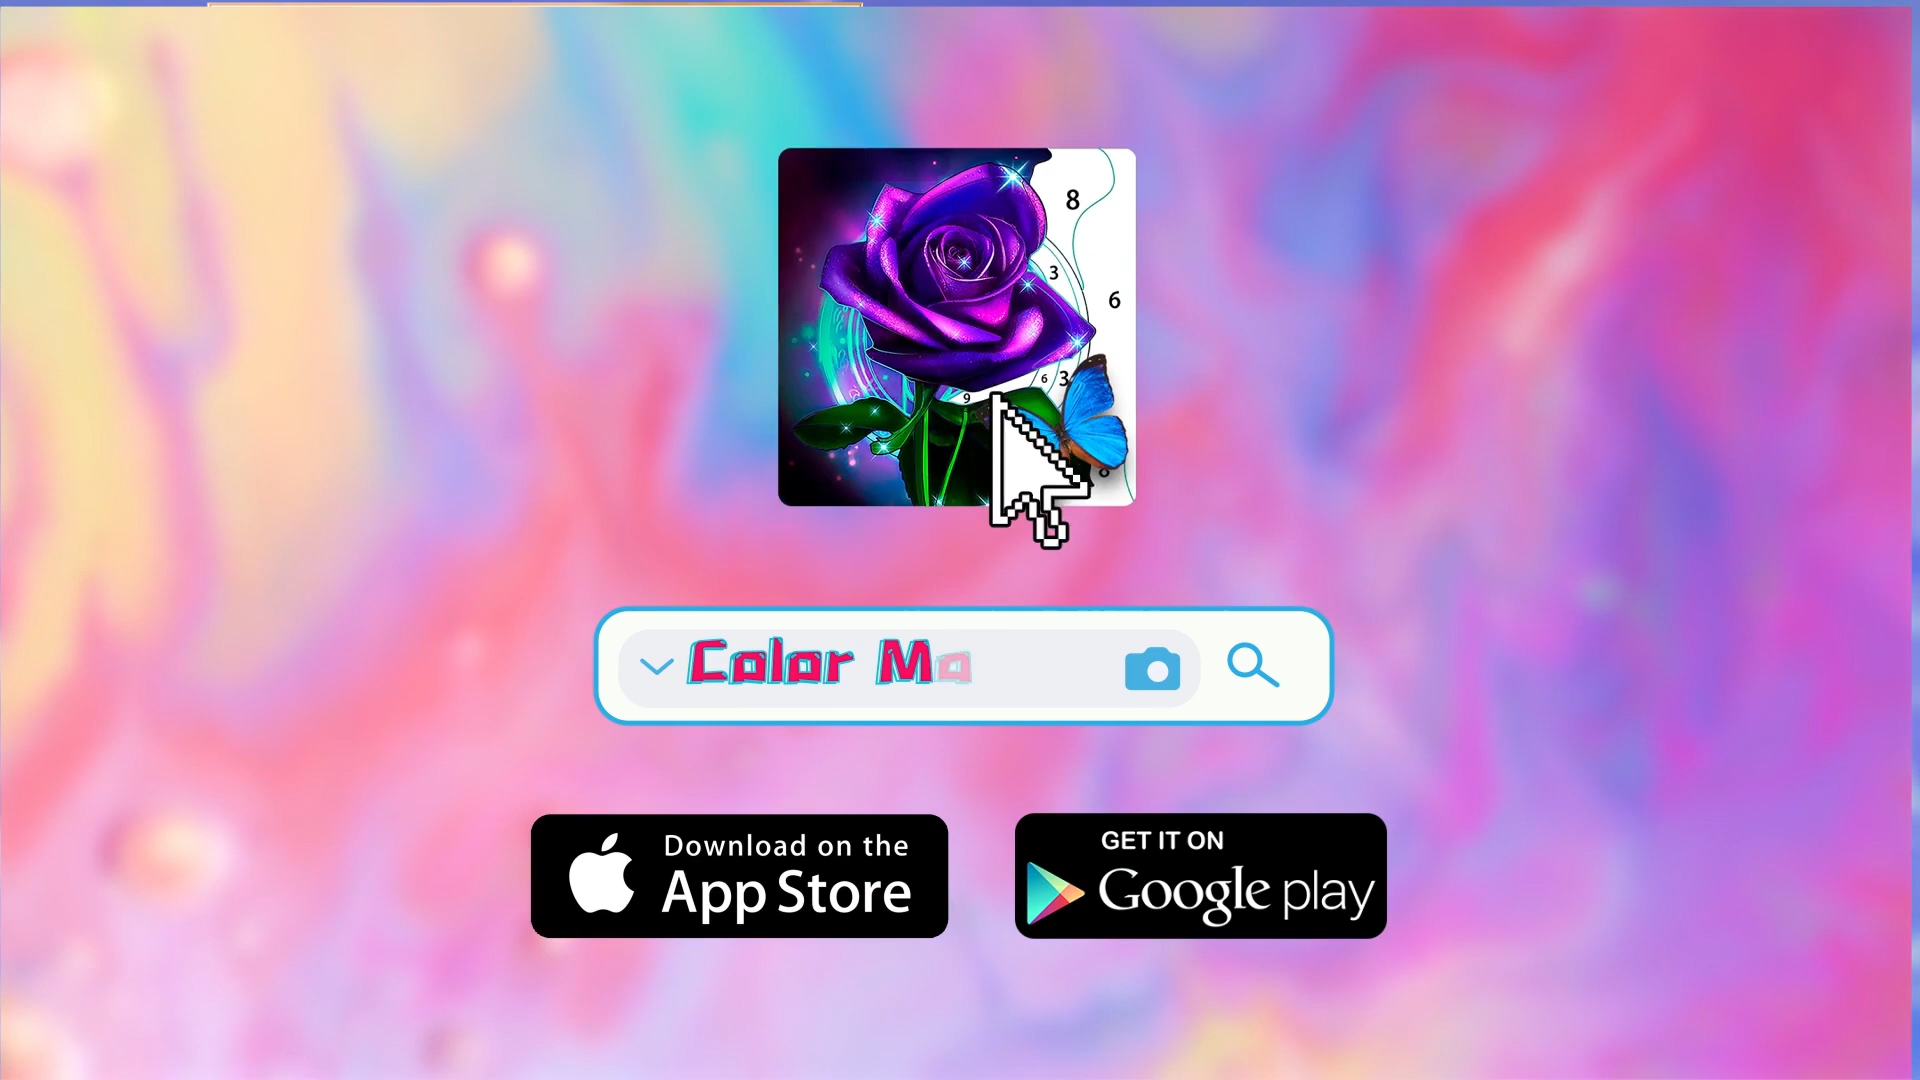 8
3
6
6 3
9
Color Ma
Download on the
App Store
GET IT ON
Google play